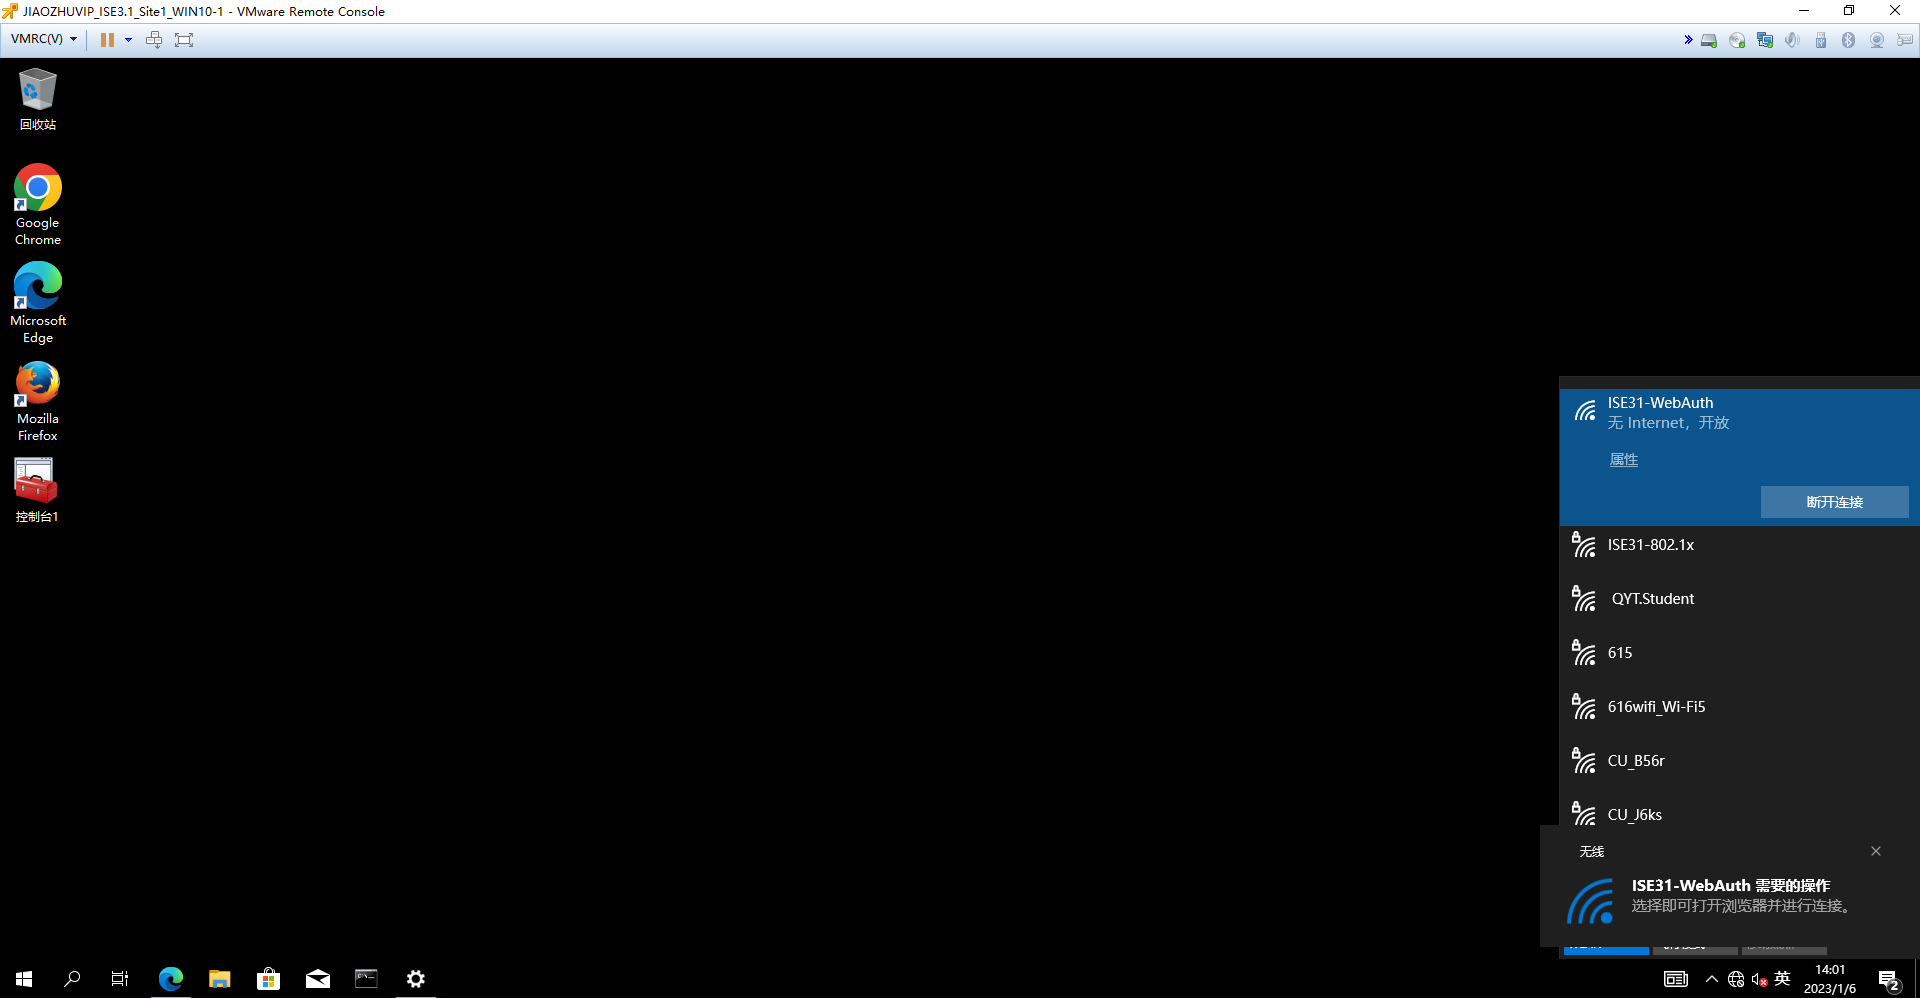 JIAOZHUVIP_ISE3.1_Site1_WIN10-1 - VMware Remote Console
VMRC(V)
回收站
Google
Chrome
Microsoft
Edge
Mozilla
Firefox
控制台1
ISE31-WebAuth
无 Internet，开放
属性
断开连接
ISE31-802.1x
QYT.Student
615
616wifi_Wi-Fi5
CU_B56r
CU_J6ks
无线
ISE31-WebAuth 需要的操作
选择即可打开浏览器并进行连接。
英
14:01
2023/1/6
2